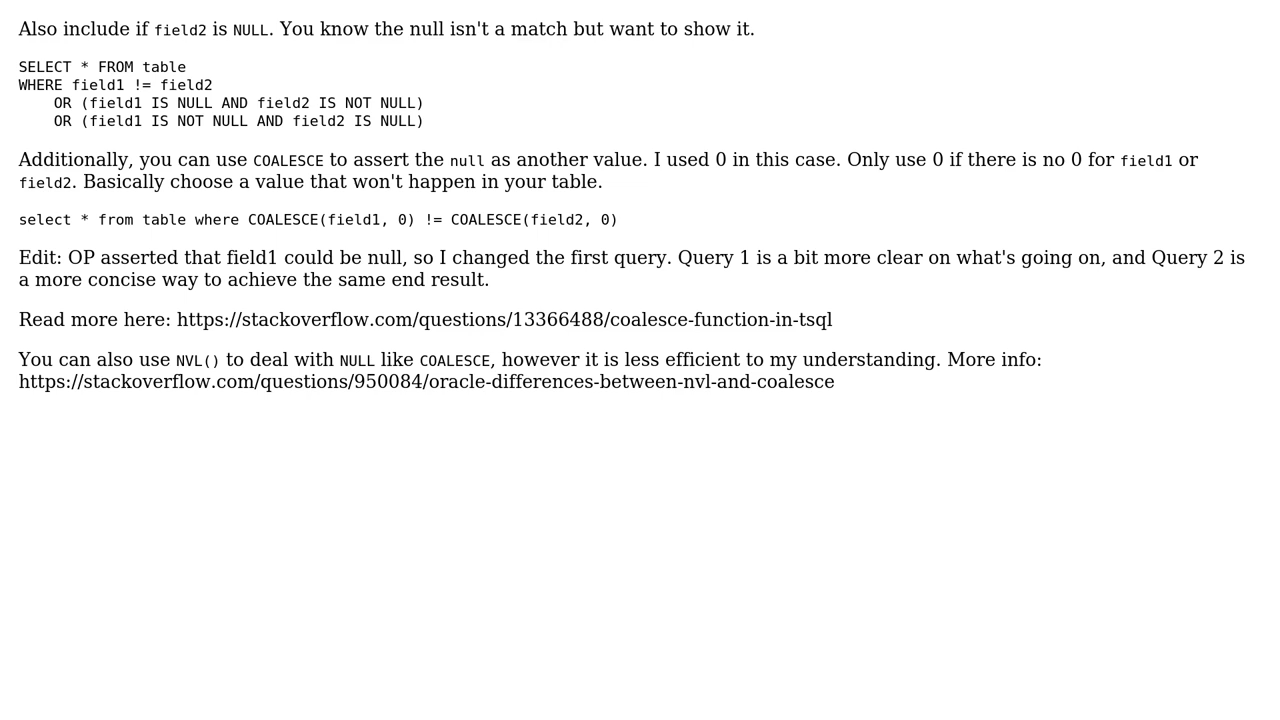 Also include if field2 is NULL. You know the null isn't a match but want to show it.
SELECT * FROM table
WHERE field1 != field2
    OR (field1 IS NULL AND field2 IS NOT NULL)
    OR (field1 IS NOT NULL AND field2 IS NULL)
Additionally, you can use COALESCE to assert the null as another value. I used 0 in this case. Only use 0 if there is no 0 for field1 or
field2. Basically choose a value that won't happen in your table.
select * from table where COALESCE(field1, 0) != COALESCE(field2, 0)
Edit: OP asserted that field1 could be null, so I changed the first query. Query 1 is a bit more clear on what's going on, and Query 2 is
a more concise way to achieve the same end result.
Read more here: https://stackoverflow.com/questions/13366488/coalesce-function-in-tsql
You can also use NVL() to deal with NULL like COALESCE, however it is less efficient to my understanding. More info:
https://stackoverflow.com/questions/950084/oracle-differences-between-nvl-and-coalesce